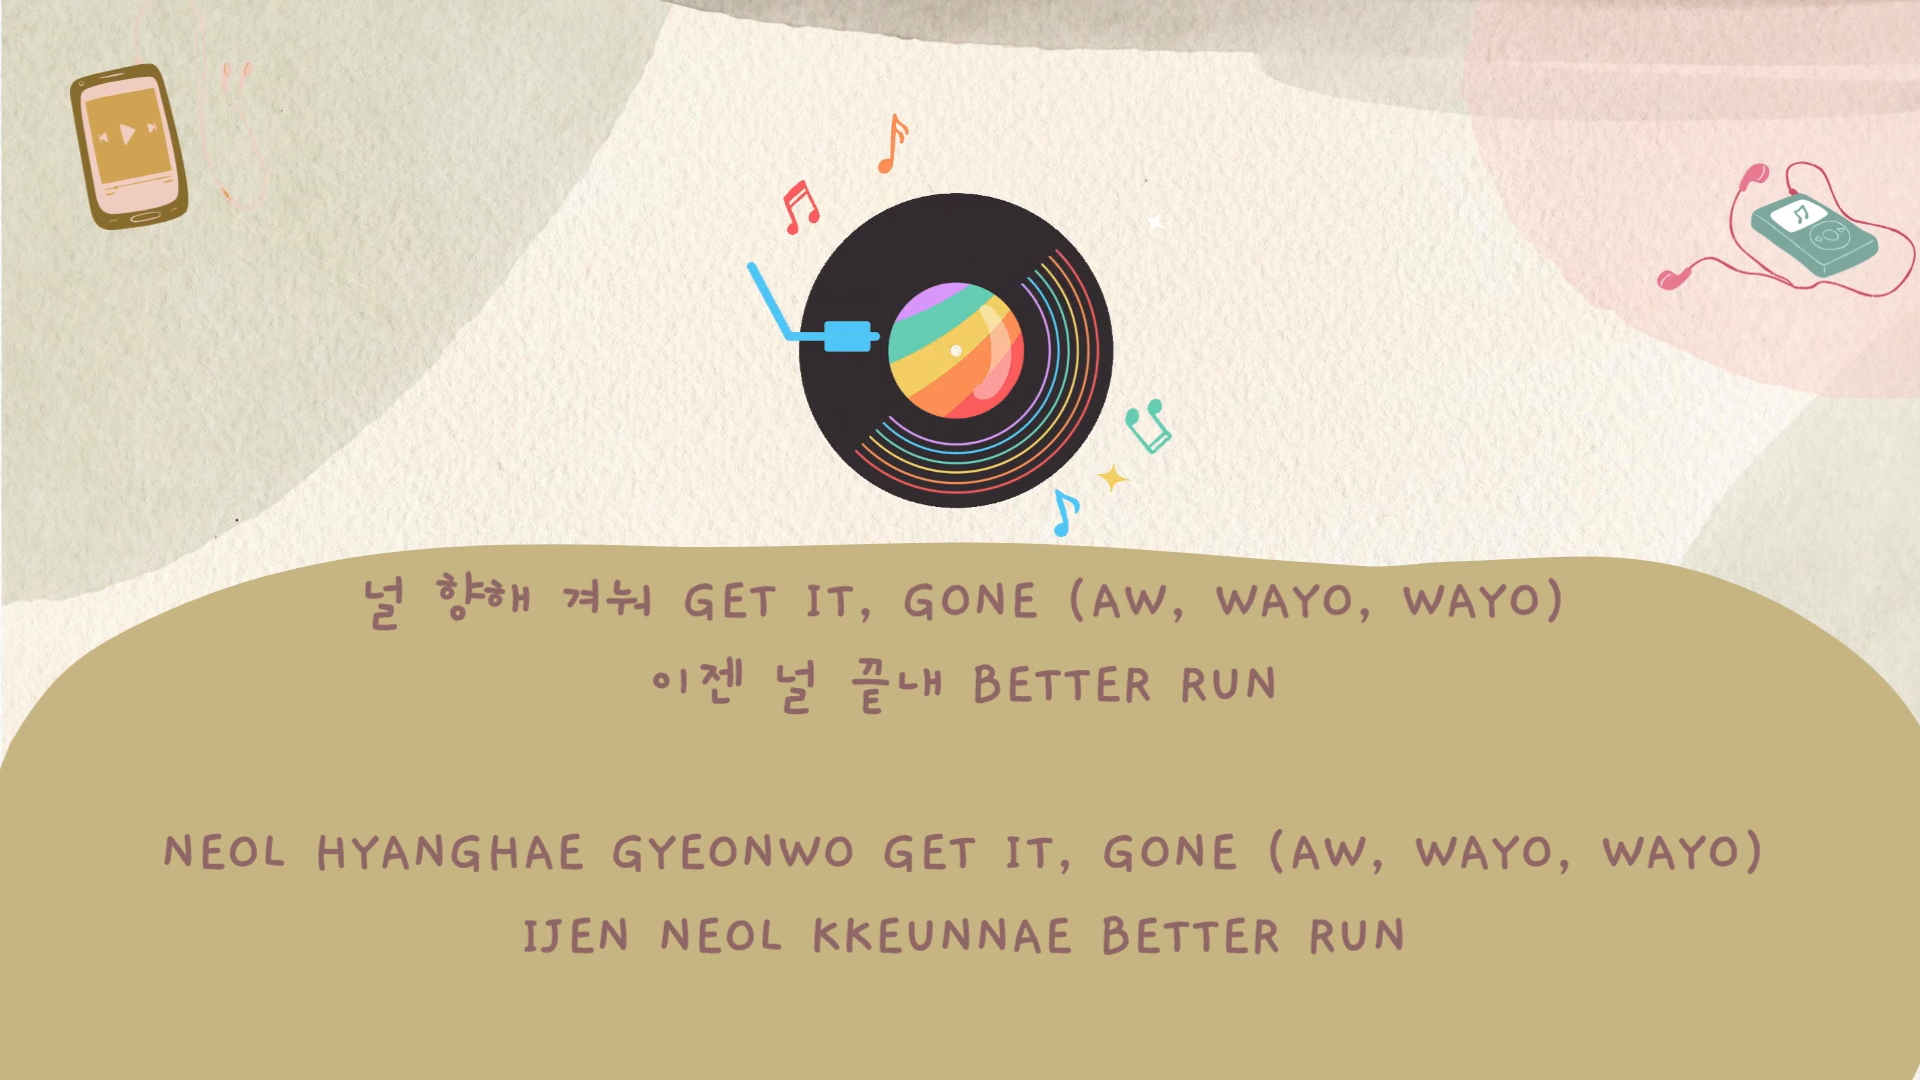 널 향해 겨눠 GET IT, GONE (AW, WAYO, WAYO)
이젠 널 끝내 BETTER RUN
NEOL HYANGHAE GYEONWO GET IT, GONE (AW, WAYO, WAYO)
IJEN NEOL KKEUNNAE BETTER RUN